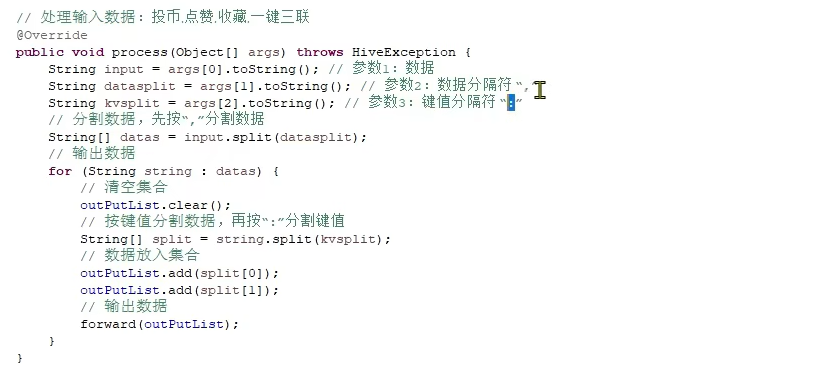 // 处理输入数据：投币.点赞.收藏.一键三联
@Override
public void process(Object[] args) throws HiveException {
    String input = args[0].toString(); // 参数1：数据
    String datasplit = args[1].toString(); // 参数2：数据分隔符“,”
    String kvsplit = args[2].toString(); // 参数3：键值分隔符“:”
    // 分割数据，先按“,”分割数据
    String[] datas = input.split(datasplit);
    // 输出数据
    for (String string : datas) {
        // 清空集合
        outPutList.clear();
        // 按键值分割数据，再按“:”分割键值
        String[] split = string.split(kvsplit);
        // 数据放入集合
        outPutList.add(split[0]);
        outPutList.add(split[1]);
        // 输出数据
        forward(outPutList);
    }
}